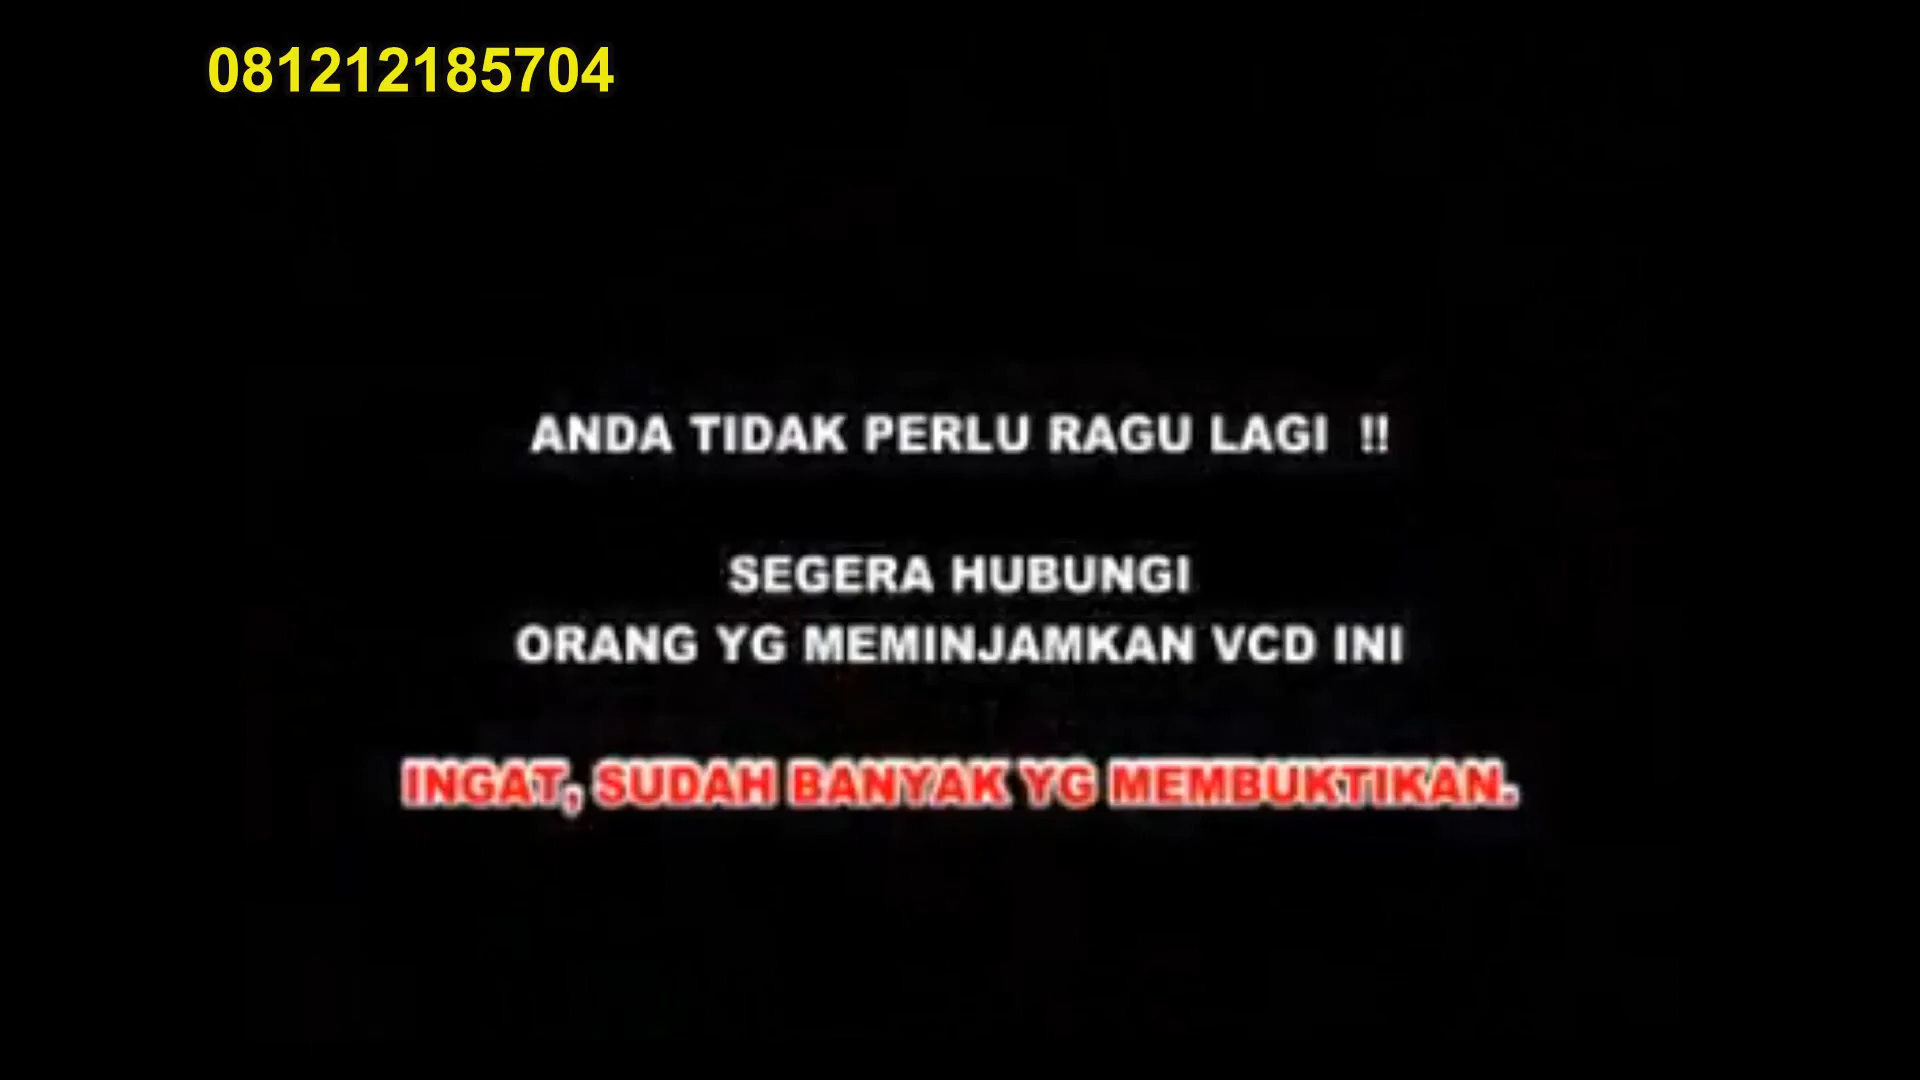 081212185704
ANDA TIDAK PERLU RAGU LAGI !!
SEGERA HUBUNGI
ORANG YG MEMINJAMKAN VCD INI
INGAT, SUDAH BANYAK YG MEMBUKTIKAN.